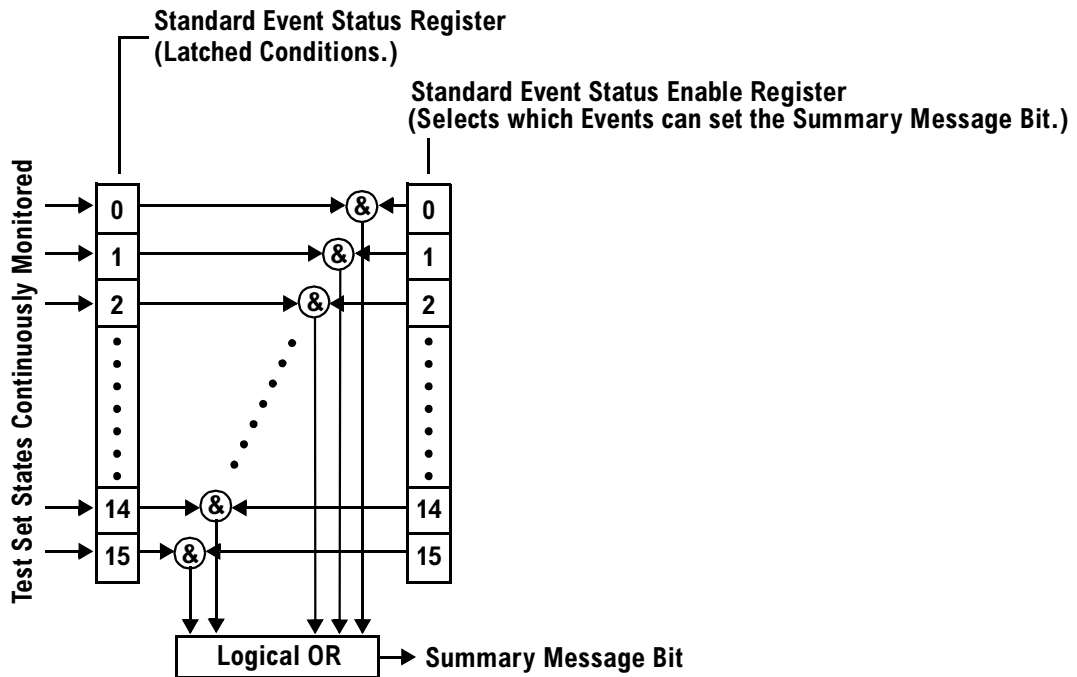 Standard Event Status Register
(Latched Conditions.)
Standard Event Status Enable Register
(Selects which Events can set the Summary Message Bit.)
Test Set States Continuously Monitored
0 & 0
1 & 1
2 & 2
14 & 14
15 & 15
Logical OR
Summary Message Bit